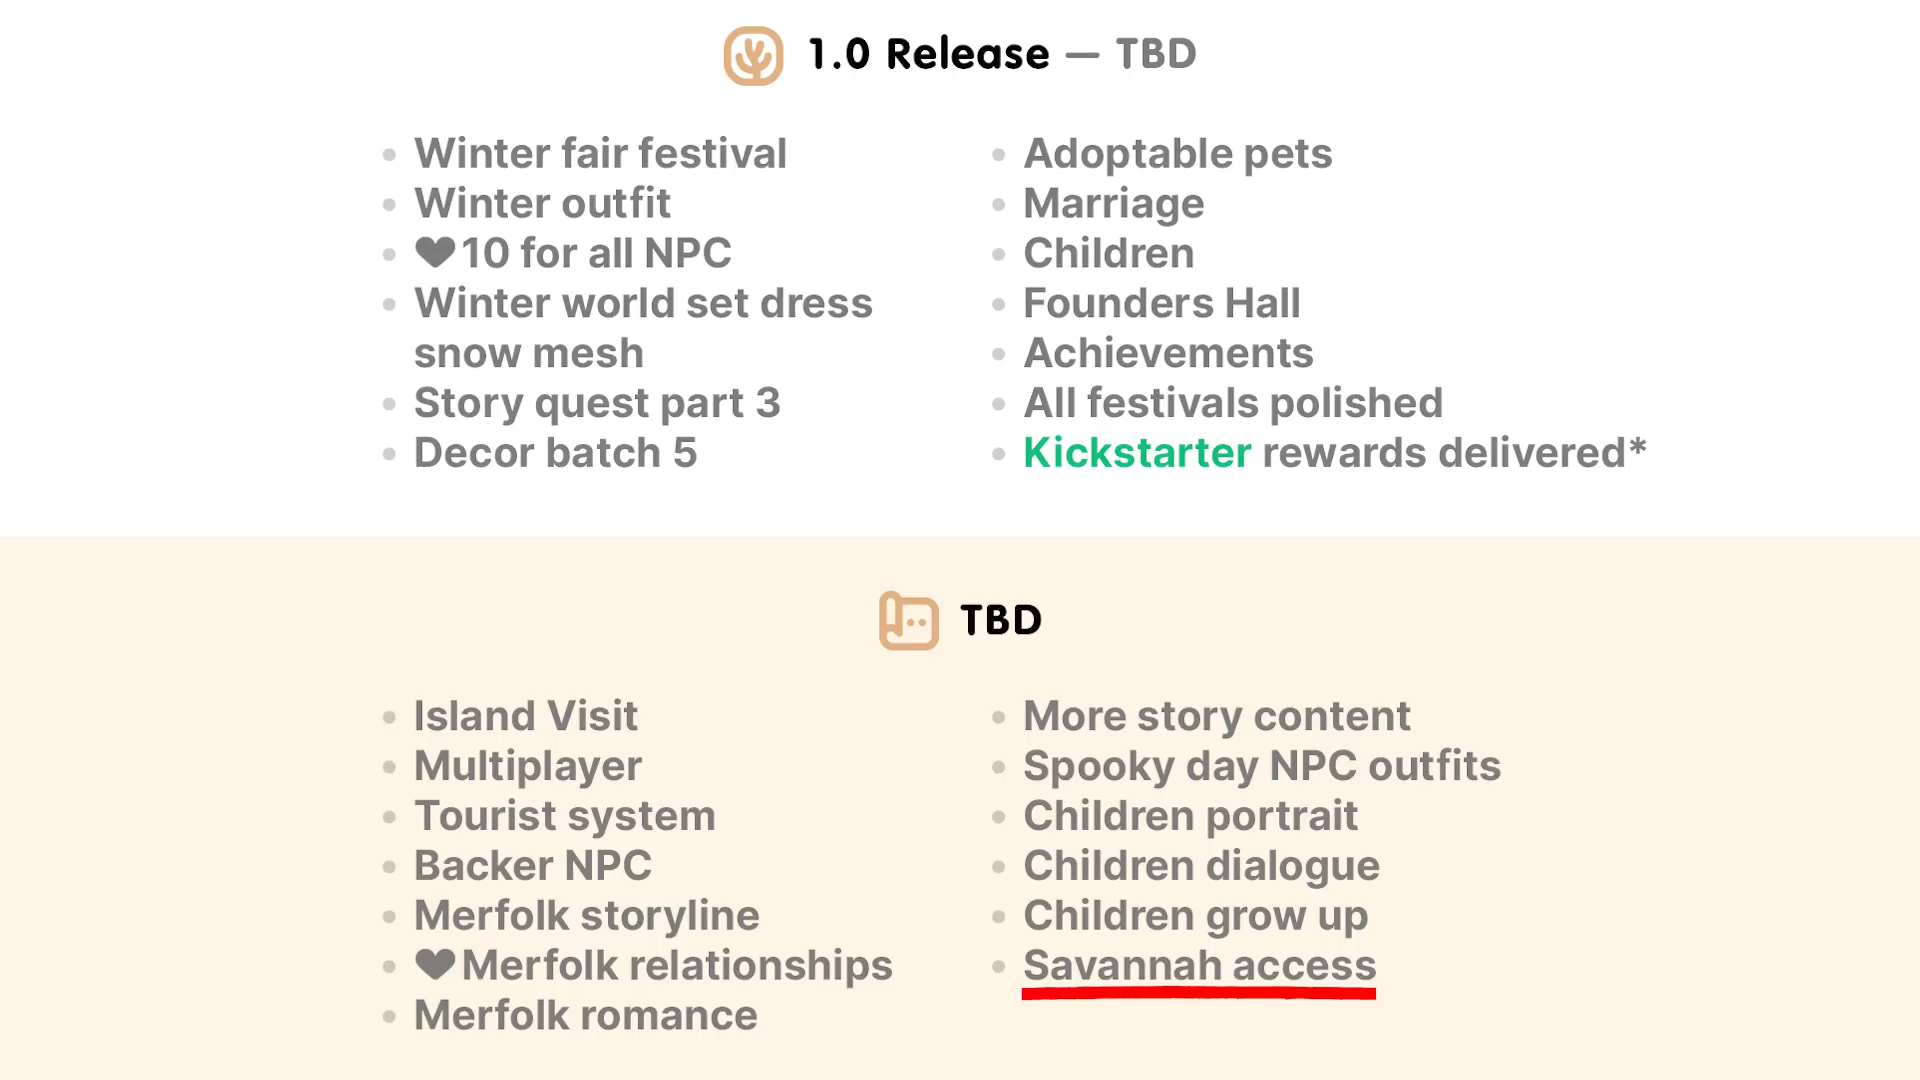 1.0 Release — TBD
Winter fair festival
Winter outfit
♥10 for all NPC
Winter world set dress
snow mesh
Story quest part 3
Decor batch 5
Adoptable pets
Marriage
Children
Founders Hall
Achievements
All festivals polished
Kickstarter rewards delivered*
TBD
Island Visit
Multiplayer
Tourist system
Backer NPC
Merfolk storyline
♥Merfolk relationships
Merfolk romance
More story content
Spooky day NPC outfits
Children portrait
Children dialogue
Children grow up
Savannah access